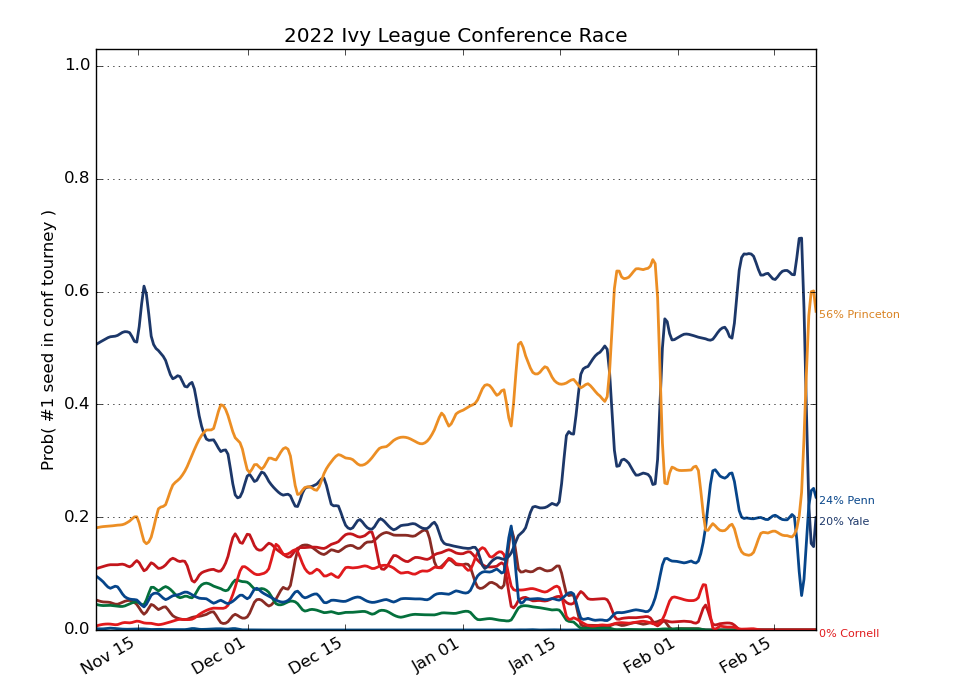 2022 Ivy League Conference Race
Prob( #1 seed in conf tourney )
1.0
0.8
0.6
0.4
0.2
0.0
56% Princeton
24% Penn
20% Yale
0% Cornell
Nov 15
Dec 01
Dec 15
Jan 01
Jan 15
Feb 01
Feb 15